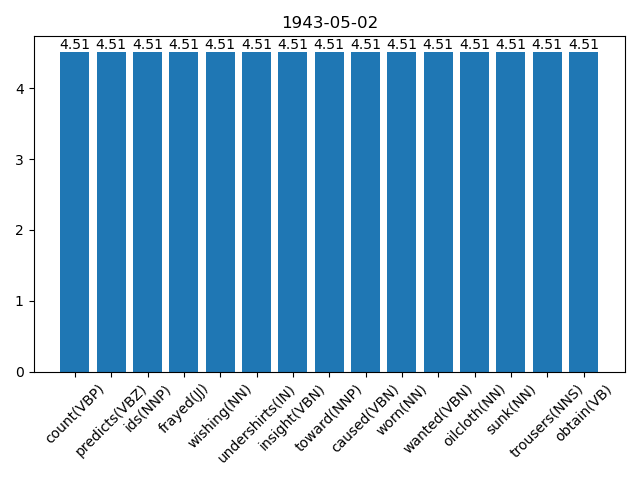 1943-05-02
4.51 4.51 4.51 4.51 4.51 4.51 4.51 4.51 4.51 4.51 4.51 4.51 4.51 4.51 4.51
4
3
2
1
0
count(VBP)
predicts(VBZ)
ids(NNP)
frayed(JJ)
wishing(NN)
undershirts(IN)
insight(VBN)
toward(NNP)
caused(VBN)
worn(NN)
wanted(VBN)
oilcloth(NN)
sunk(NN)
trousers(NNS)
obtain(VB)